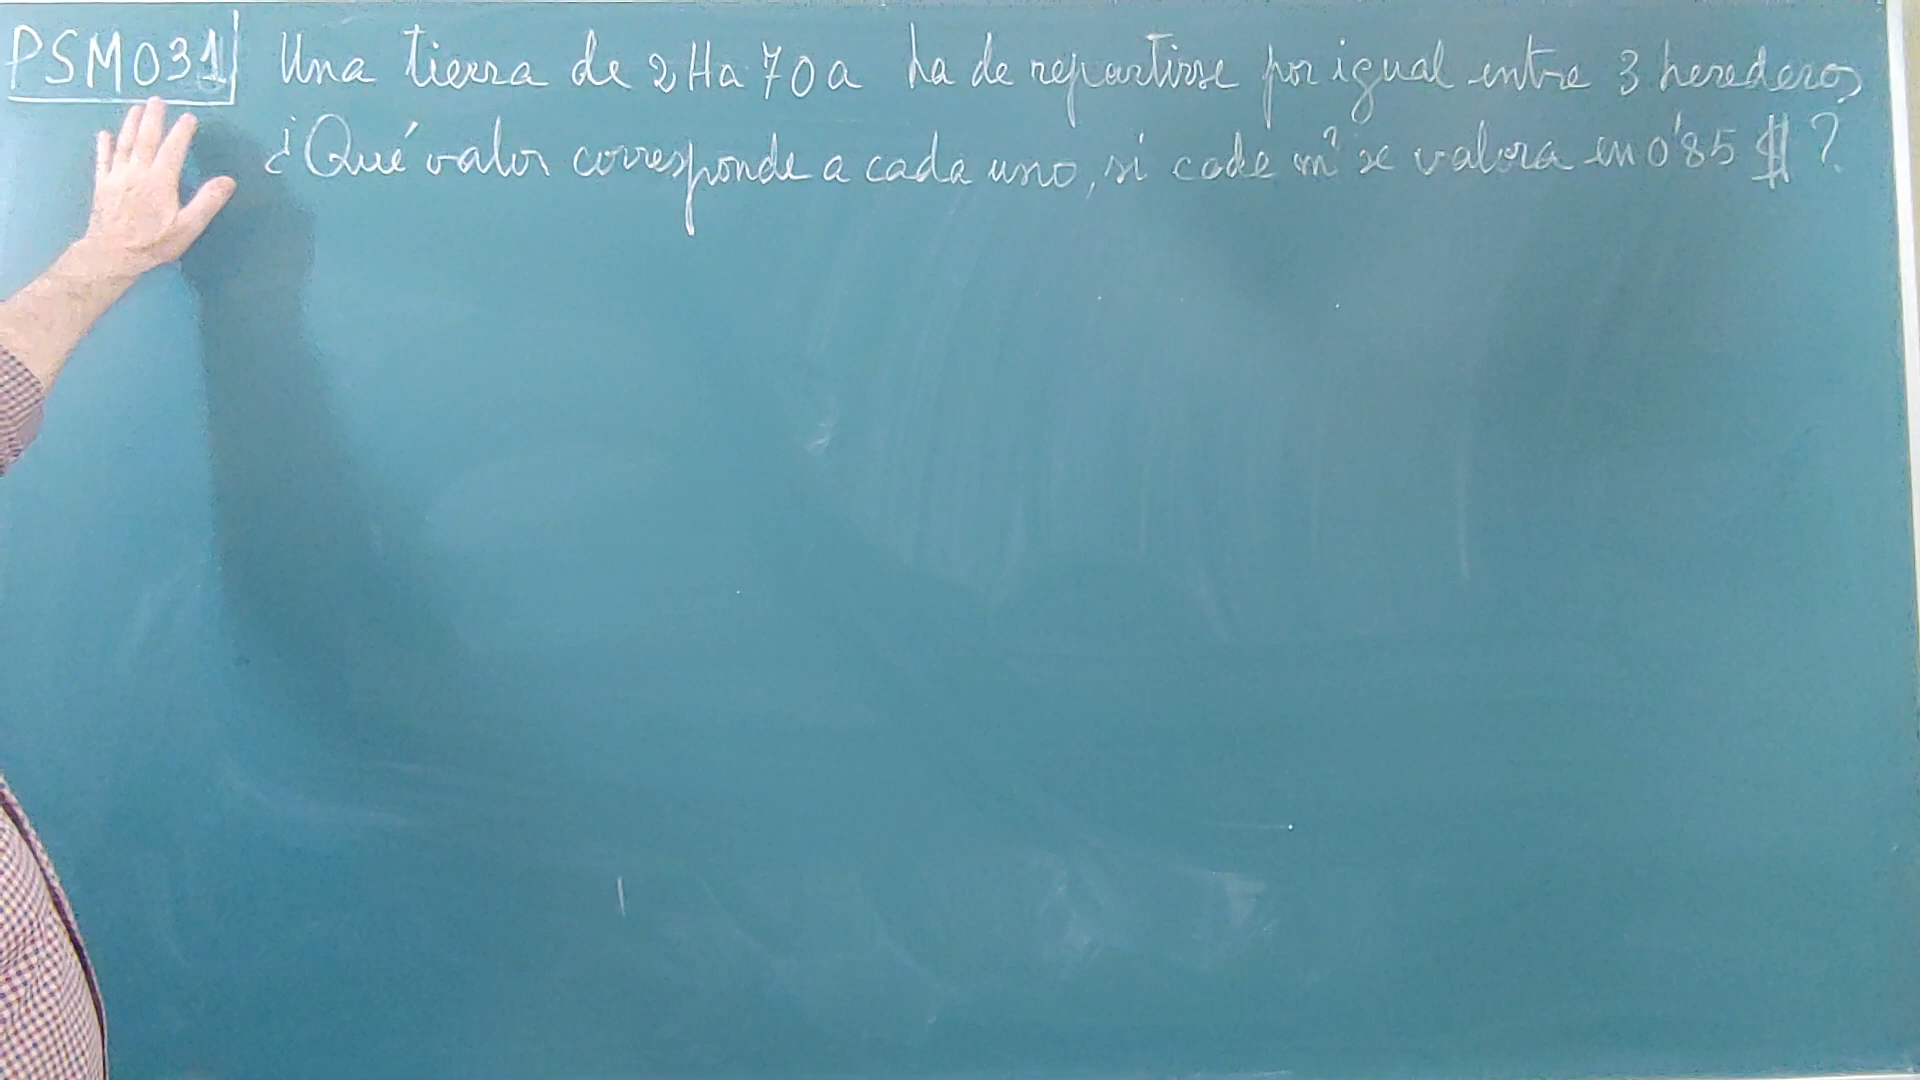 PSM031 Una tierra de 2Ha 70a ha de repartirse por igual entre 3 herederos
¿Qué valor corresponde a cada uno, si cada m² se valora en 0'85 $?